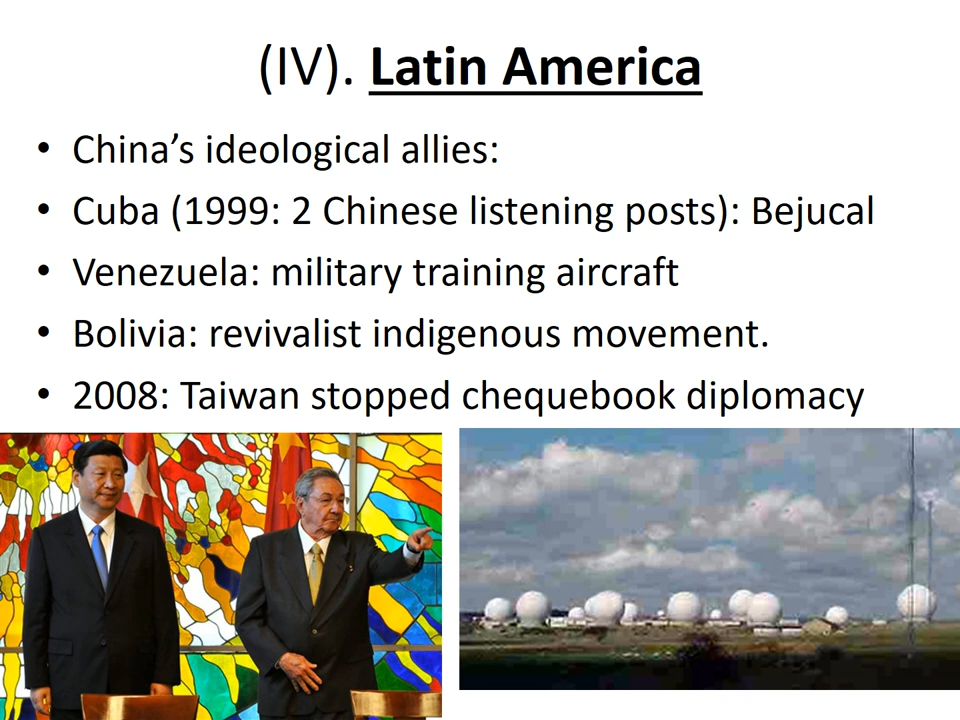 (IV). Latin America
• China’s ideological allies:
• Cuba (1999: 2 Chinese listening posts): Bejucal
• Venezuela: military training aircraft
• Bolivia: revivalist indigenous movement.
• 2008: Taiwan stopped chequebook diplomacy